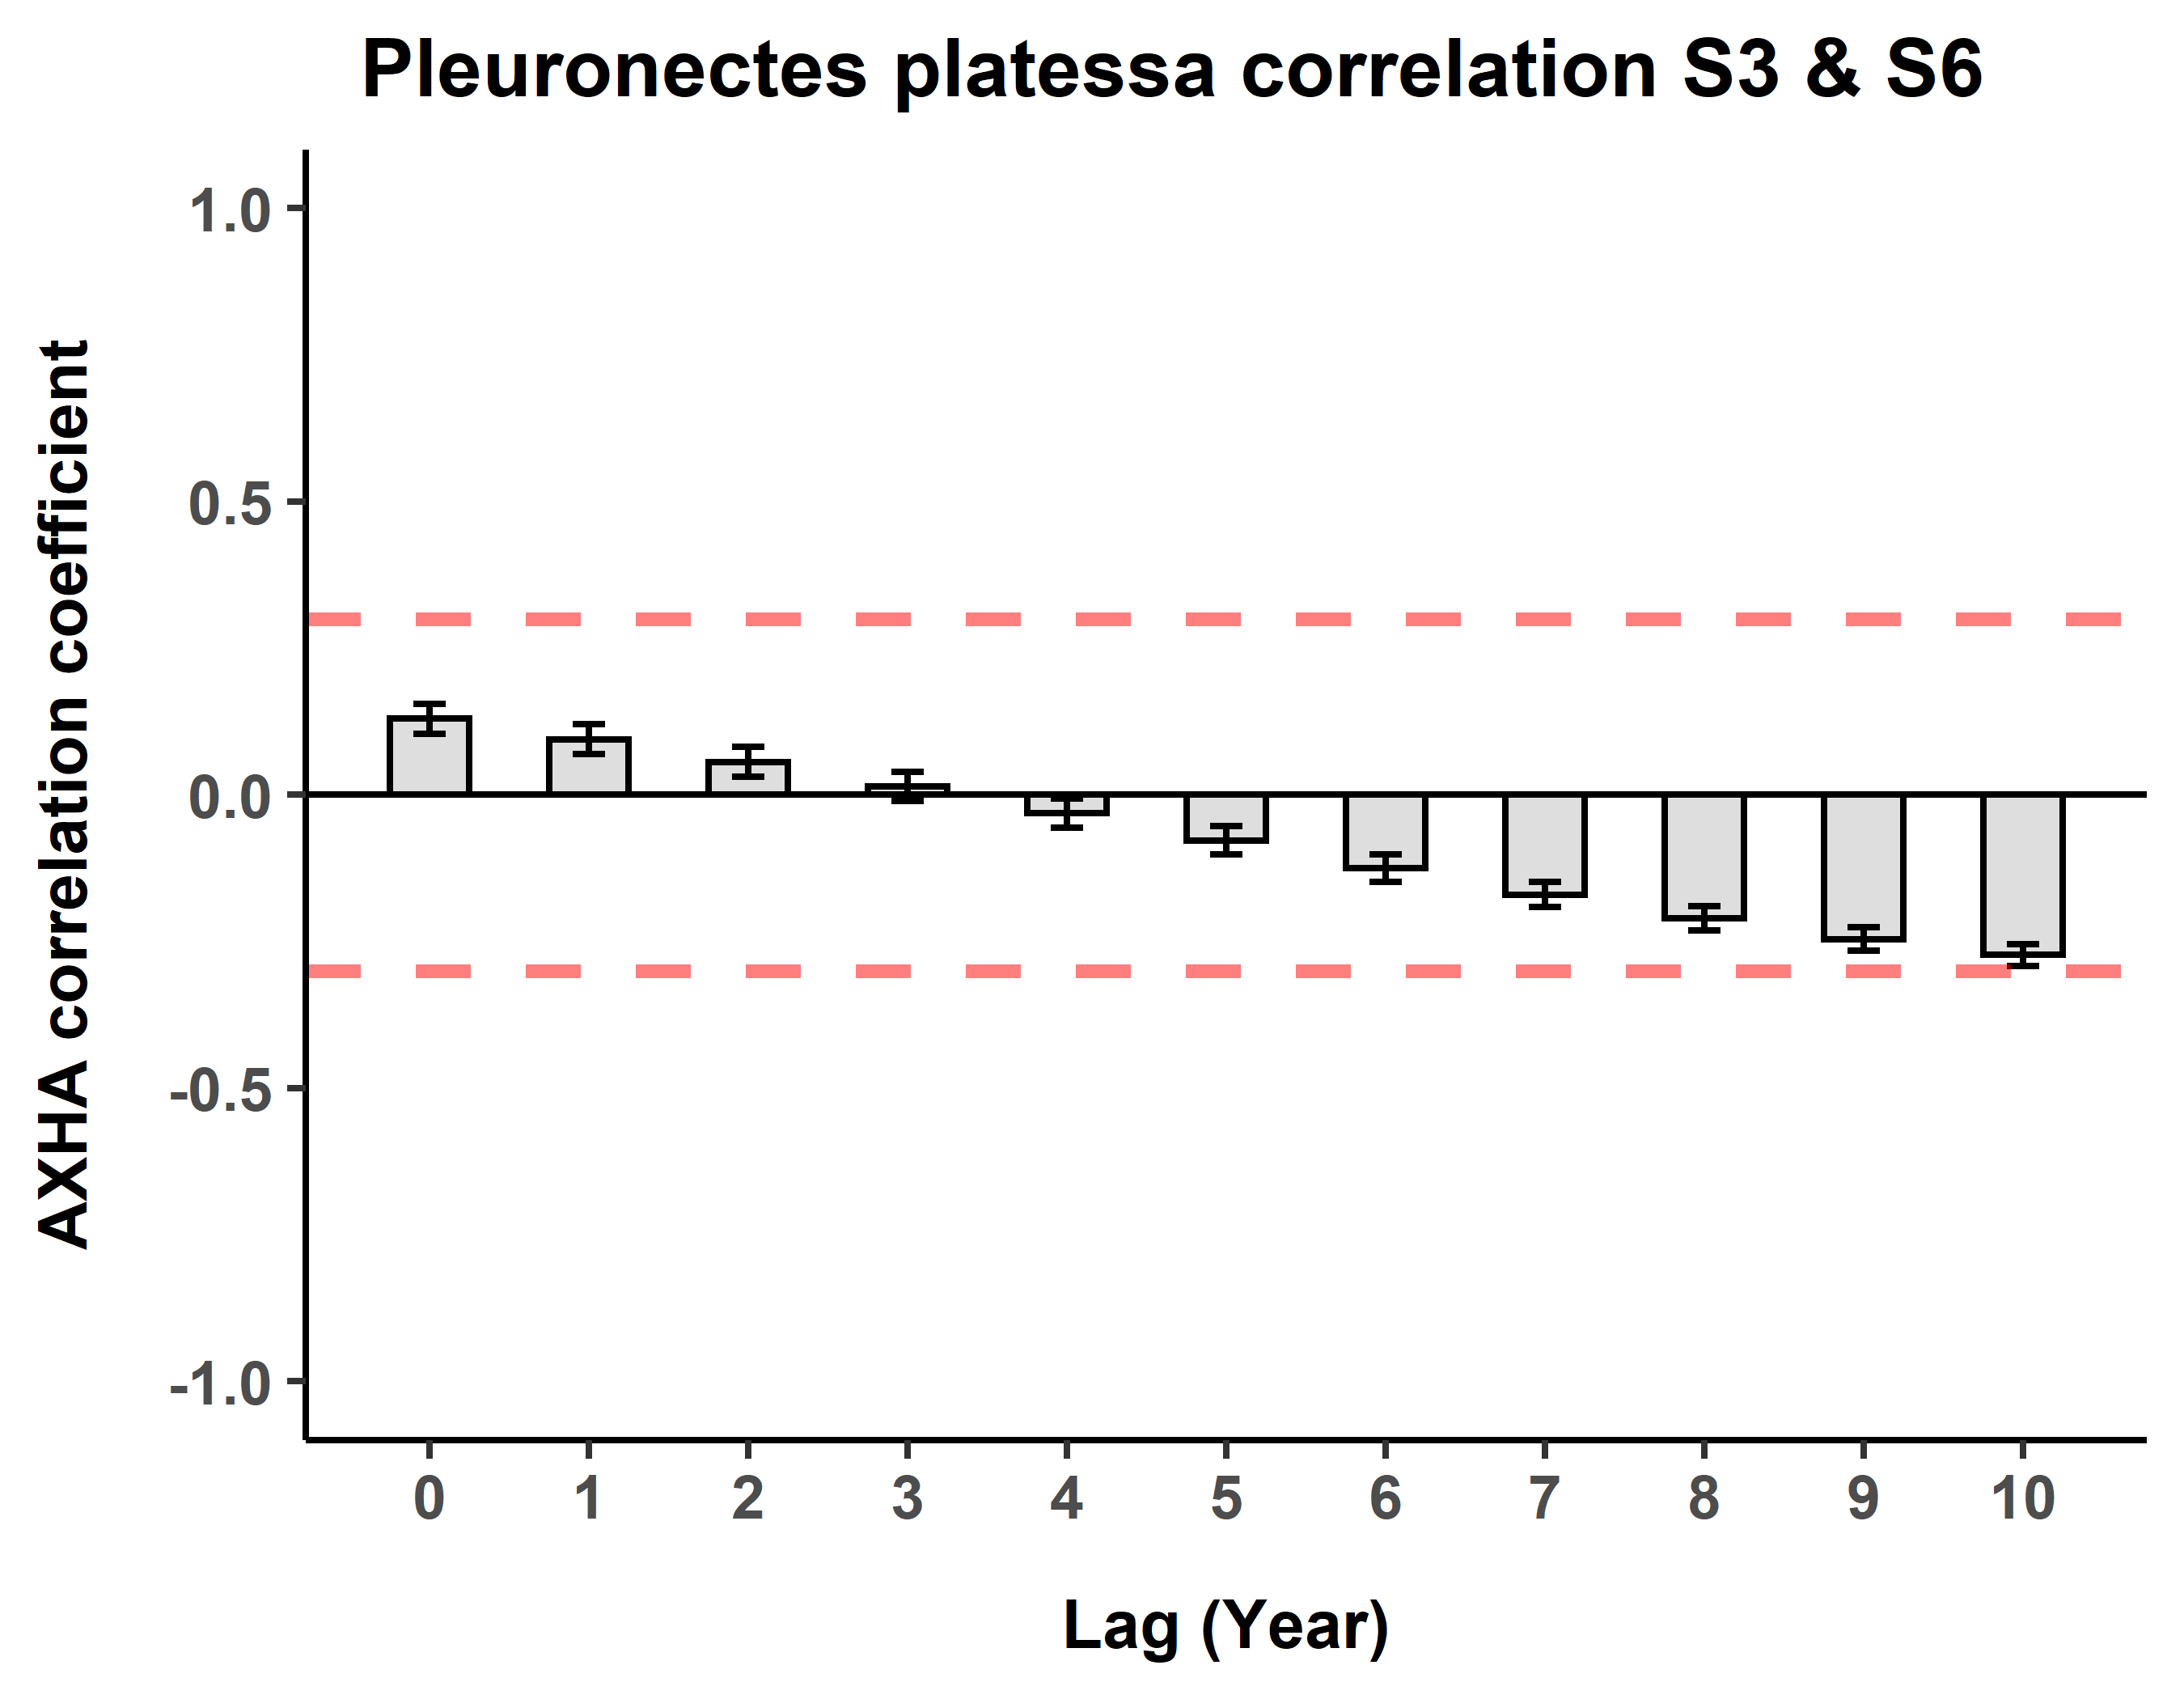 Pleuronectes platessa correlation S3 & S6
AXHA correlation coefficient
1.0
0.5
0.0
-0.5
-1.0
0 1 2 3 4 5 6 7 8 9 10
Lag (Year)